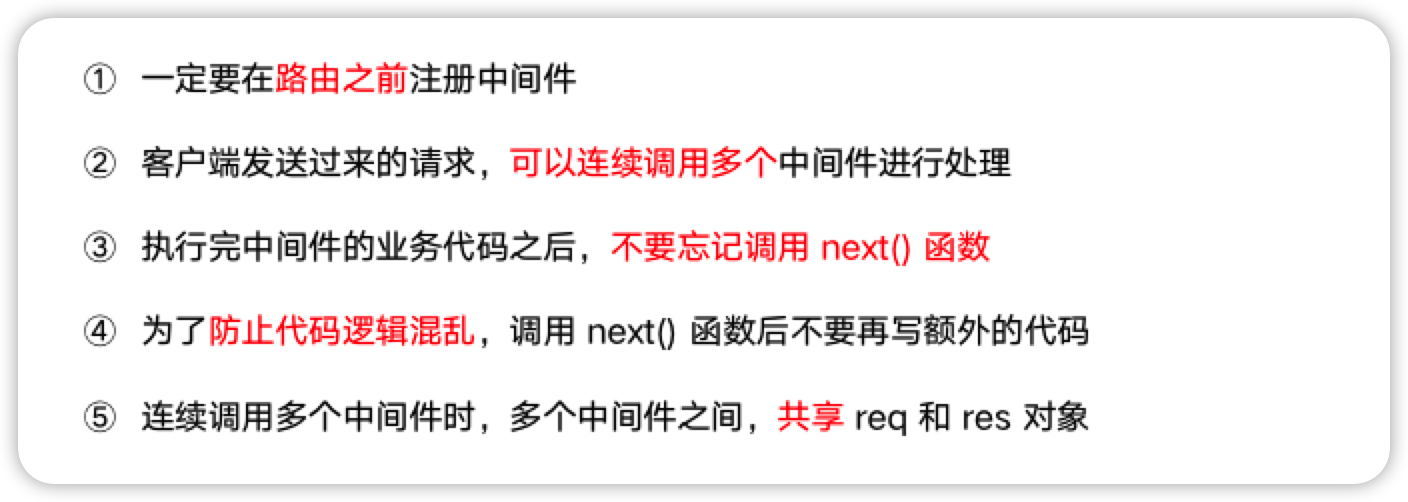 ① 一定要在路由之前注册中间件
② 客户端发送过来的请求，可以连续调用多个中间件进行处理
③ 执行完中间件的业务代码之后，不要忘记调用 next() 函数
④ 为了防止代码逻辑混乱，调用 next() 函数后不要再写额外的代码
⑤ 连续调用多个中间件时，多个中间件之间，共享 req 和 res 对象